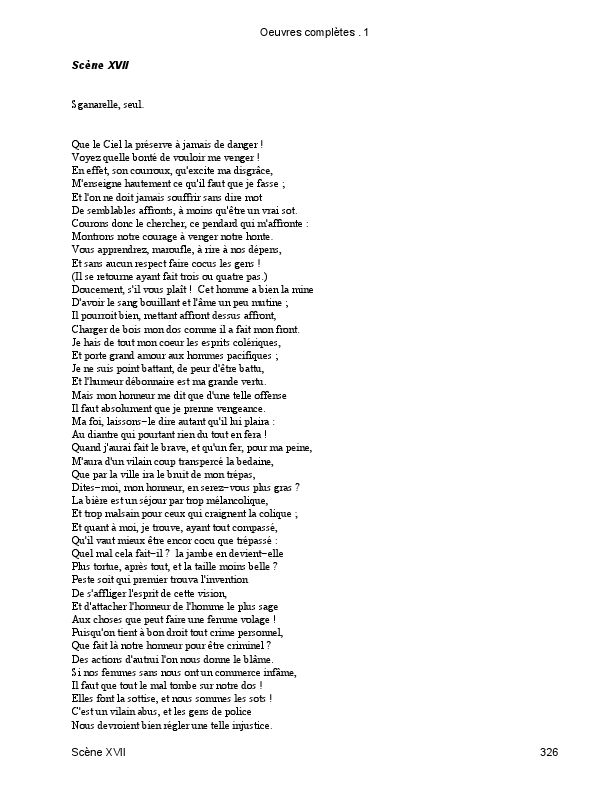 Oeuvres complètes . 1
Scène XVII
Sganarelle, seul.
Que le Ciel la préserve à jamais de danger !
Voyez quelle bonté de vouloir me venger !
En effet, son courroux, qu'excite ma disgrâce,
M'enseigne hautement ce qu'il faut que je fasse ;
Et l'on ne doit jamais souffrir sans dire mot
De semblables affronts, à moins qu'être un vrai sot.
Courons donc le chercher, ce pendard qui m'affronte :
Montrons notre courage à venger notre honte.
Vous apprendrez, maroufle, à rire à nos dépens,
Et sans aucun respect faire cocus les gens !
(Il se retourne ayant fait trois ou quatre pas.)
Doucement, s'il vous plaît ! Cet homme a bien la mine
D'avoir le sang bouillant et l'âme un peu mutine ;
Il pourroit bien, mettant affront dessus affront,
Charger de bois mon dos comme il a fait mon front.
Je hais de tout mon coeur les esprits colériques,
Et porte grand amour aux hommes pacifiques ;
Je ne suis point battant, de peur d'être battu,
Et l'humeur débonnaire est ma grande vertu.
Mais mon honneur me dit que d'une telle offense
Il faut absolument que je prenne vengeance.
Ma foi, laissons−le dire autant qu'il lui plaira :
Au diantre qui pourtant rien du tout en fera !
Quand j'aurai fait le brave, et qu'un fer, pour ma peine,
M'aura d'un vilain coup transpercé la bedaine,
Que par la ville ira le bruit de mon trépas,
Dites−moi, mon honneur, en serez−vous plus gras ?
La bière est un séjour par trop mélancolique,
Et trop malsain pour ceux qui craignent la colique ;
Et quant à moi, je trouve, ayant tout compassé,
Qu'il vaut mieux être encor cocu que trépassé :
Quel mal cela fait−il ? la jambe en devient−elle
Plus tortue, après tout, et la taille moins belle ?
Peste soit qui premier trouva l'invention
De s'affliger l'esprit de cette vision,
Et d'attacher l'honneur de l'homme le plus sage
Aux choses que peut faire une femme volage !
Puisqu'on tient à bon droit tout crime personnel,
Que fait là notre honneur pour être criminel ?
Des actions d'autrui l'on nous donne le blâme.
Si nos femmes sans nous ont un commerce infâme,
Il faut que tout le mal tombe sur notre dos !
Elles font la sottise, et nous sommes les sots !
C'est un vilain abus, et les gens de police
Nous devroient bien régler une telle injustice.
Scène XVII 326